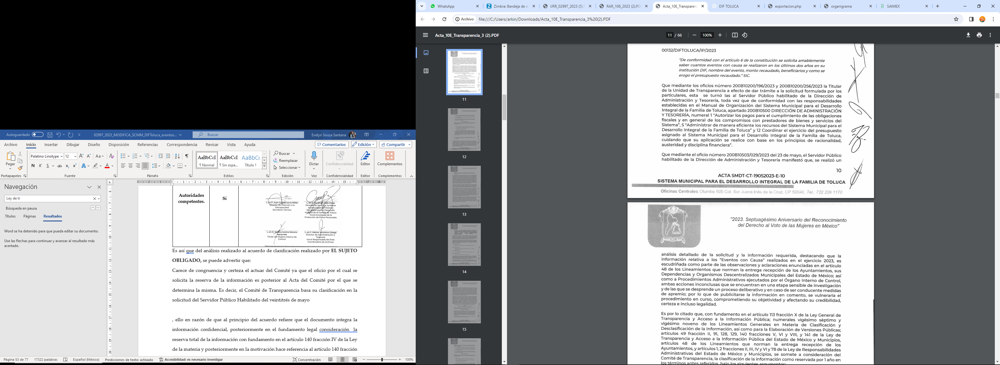 Autoguardado
02997_2023_MODIFICA_SCMM_DIFToluca_eventos...
Buscar
Evelyn Souza Santana
Archivo Inicio Insertar Dibujar Diseño Disposición Referencias Correspondencia Revisar Vista Ayuda
Comentarios Edición Compartir
Pegar
Palatino Linotype 12
AaBbCcI AaBbCcI AaBbCc
¶ Normal ¶ Sin espa... Título 1
Buscar
Reemplazar
Seleccionar
Dictar
Confidencialidad
Editor
Complementos
Portapapeles Fuente Párrafo Estilos Edición Voz Confidencialidad Editor Complementos
Navegación
Ley de tr
Búsqueda en pausa
Títulos Páginas Resultados
Word se ha detenido para que pueda editar su documento.
Use las flechas para continuar y avanzar al resultado más
acertado.
Autoridades
competentes.
Sí
L. en P. Juan Guadarrama Millán
Director de Atención a la
Discapacidad
Secretario Técnico
Director de Servicios Jurídicos
Asistenciales del Sistema
Municipal para el Desarrollo
Integral de la Familia de Toluca
Vocal encargada de la
Protección de Datos Personales
L. en D. Yessica Ivonne Moreno
Navarrete
Titular del Órgano Interno de
Control
L. en C. Héctor Jerónimo Ortega
Director de Administración y
Tesorería
Vocal Responsable del Área
Coordinadora de Archivos
Es así que del análisis realizado al acuerdo de clasificación realizado por EL SUJETO
OBLIGADO, se puede advertir que:
Carece de congruencia y certeza el actuar del Comité ya que el oficio por el cual se
solicita la reserva de la información es posterior al Acta del Comité por el que se
determina la misma. Es decir, el Comité de Transparencia basa su clasificación en la
solicitud del Servidor Público Habilitado del veintitrés de mayo
, ello en razón de que al principio del acuerdo refiere que el documento integra la
información confidencial, posteriormente en el fundamento legal consideración la
reserva total de la información con fundamento en el artículo 140 fracción IV de la Ley
de la materia y posteriormente en la motivación hace referencia al artículo 140 fracción
Página 53 de 77 17322 palabras Español (México) Predicciones de texto: activado Accesibilidad: es necesario investigar Concentración 100%
WhatsApp
Zimbra: Bandeja de e
IJRR_02997_2023 (5).
RAR_106_2023 (2).PD
Acta_10E_Transparen
DIF TOLUCA
exportacion.php
organigrama
SAIMEX
Archivo file:///C:/Users/arkin/Downloads/Acta_10E_Transparencia_3%20(2).PDF
Acta_10E_Transparencia_3 (2).PDF
11 / 66
100%
11
12
13
14
15
00132/DIFTOLUCA/IP/2023
"De conformidad con el artículo 6 de la constitución se solicita amablemente
saber cuantos eventos con causa se realizaron en los últimos dos años en su
institución DIF, nombre del evento, monto recaudado, beneficiarios y como se
erogo el presupuesto recaudado." SIC.
Que mediante los oficios número 200B10200/196/2023 y 200B10200/256/2023 la Titular
de la Unidad de Transparencia a efecto de dar trámite a la solicitud formulada por los
particulares, esta se turnó las al Servidor Público habilitado de la Dirección de
Administración y Tesorería, toda vez que de conformidad con las responsabilidades
establecidas en el Manual de Organización del Sistema Municipal para el Desarrollo
Integral de la Familia de Toluca, apartado 200B10500 DIRECCIÓN DE ADMINISTRACIÓN
Y TESORERÍA, numeral 1 "Autorizar los pagos para el cumplimiento de las obligaciones
fiscales y en general de los compromisos con prestadores de bienes y servicios del
Sistema", 5 "Administrar de manera eficiente los recursos del Sistema Municipal para el
Desarrollo Integral de la Familia de Toluca" y 12 Coordinar el ejercicio del presupuesto
asignado al Sistema Municipal para el Desarrollo Integral de la Familia de Toluca,
cuidando que su aplicación se realice con base en los principios de racionalidad,
austeridad y disciplina financiera".
Que mediante el oficio número 200B10503/029/2023 del 23 de mayo, el Servidor Público
habilitado de la Dirección de Administración y Tesorería manifestó que, se realizó un
10
ACTA SMDT-CT-19052023-E-10
SISTEMA MUNICIPAL PARA EL DESARROLLO INTEGRAL DE LA FAMILIA DE TOLUCA
Oficinas Centrales Otumba 505 Col. Sor Juana Inés de la Cruz. CP 50040, Tel.: 722 226 1170
"2023. Septuagésimo Aniversario del Reconocimiento
del Derecho al Voto de las Mujeres en México"
análisis detallado de la solicitud y la información requerida, destacando que la
información relativa a los "Eventos con Causa" realizados en el ejercicio 2023, es
escudriñada como parte de las observaciones y aclaraciones enunciadas en el artículo
48 de los Lineamientos que norman la entrega recepción de los Ayuntamientos, sus
Dependencias y Organismos Descentralizados Municipales del Estado de México; así
como a Procedimientos Administrativos ejecutados por el Órgano Interno de Control,
ambas acciones inconclusas que se encuentran en una etapa sensible de investigación
y de las que se desprende un proceso deliberativo y en caso de ser conducente medidas
de apremio; por lo que de publicitarse la información en comento, se vulneraría el
procedimiento en curso, comprometiendo su objetividad y afectando su credibilidad,
certeza e incluso legalidad.
Es por lo citado que, con fundamento en el artículo 113 fracción X de la Ley General de
Transparencia y Acceso a la Información Pública; numerales vigésimo séptimo y
vigésimo noveno de los Lineamientos Generales en Materia de Clasificación y
Desclasificación de la Información, así como para la Elaboración de Versiones Públicas;
artículos 49 fracción II, 91, 128, 129, 140 fracciones V, VI y VIII, y 141 de la Ley de
Transparencia y Acceso a la Información Pública del Estado de México y Municipios,
artículos 48 de los Lineamientos que norman la entrega recepción de los
Ayuntamientos, y artículos 1, 2 fracciones II, III, IV y VI y 78 de la Ley de Responsabilidades
Administrativas del Estado de México y Municipios, se somete a consideración del
Comité de Transparencia, la clasificación de la información como reservada por 1 año en
los términos antes referidos, bajo los siguientes argumentos: